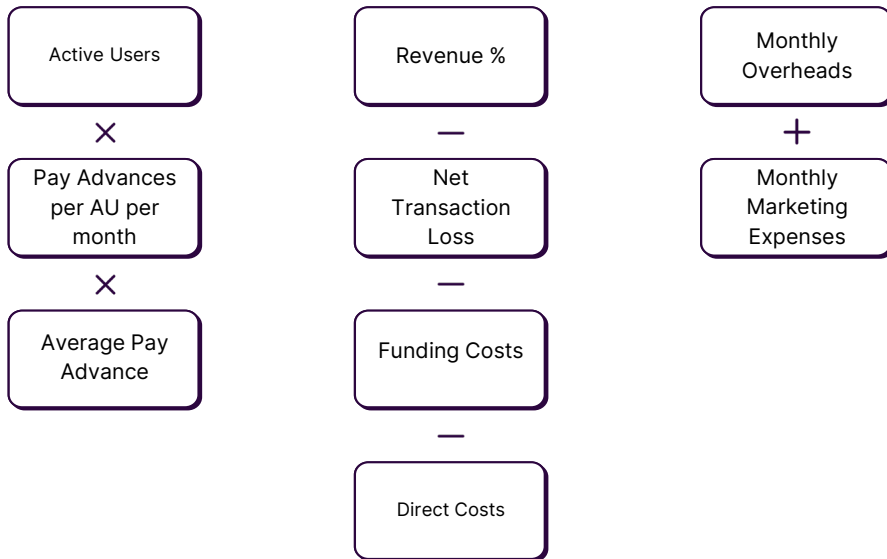 Active Users
×
Pay Advances
per AU per
month
×
Average Pay
Advance
Revenue %
—
Net
Transaction
Loss
—
Funding Costs
—
Direct Costs
Monthly
Overheads
+
Monthly
Marketing
Expenses